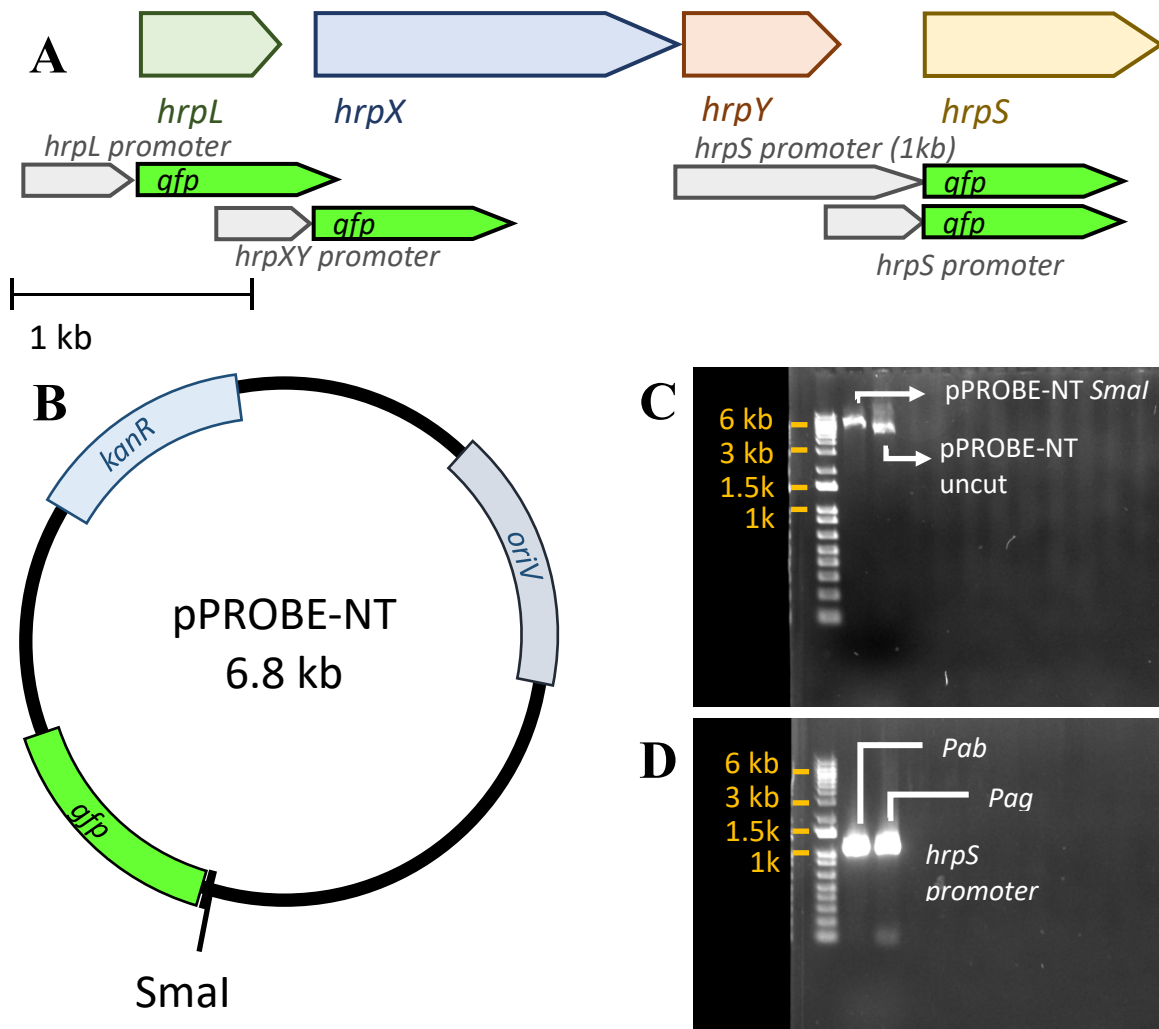 A
hrpL
hrpX
hrpY
hrpS
hrpL promoter
gfp
hrpXY promoter
gfp
hrpS promoter (1kb)
gfp
gfp
hrpS promoter
1 kb
B
kanR
oriV
pPROBE-NT
6.8 kb
gfp
SmaI
C
6 kb
3 kb
1.5k
1k
pPROBE-NT SmaI
pPROBE-NT
uncut
D
6 kb
3 kb
1.5k
1k
Pab
Pag
hrpS
promoter